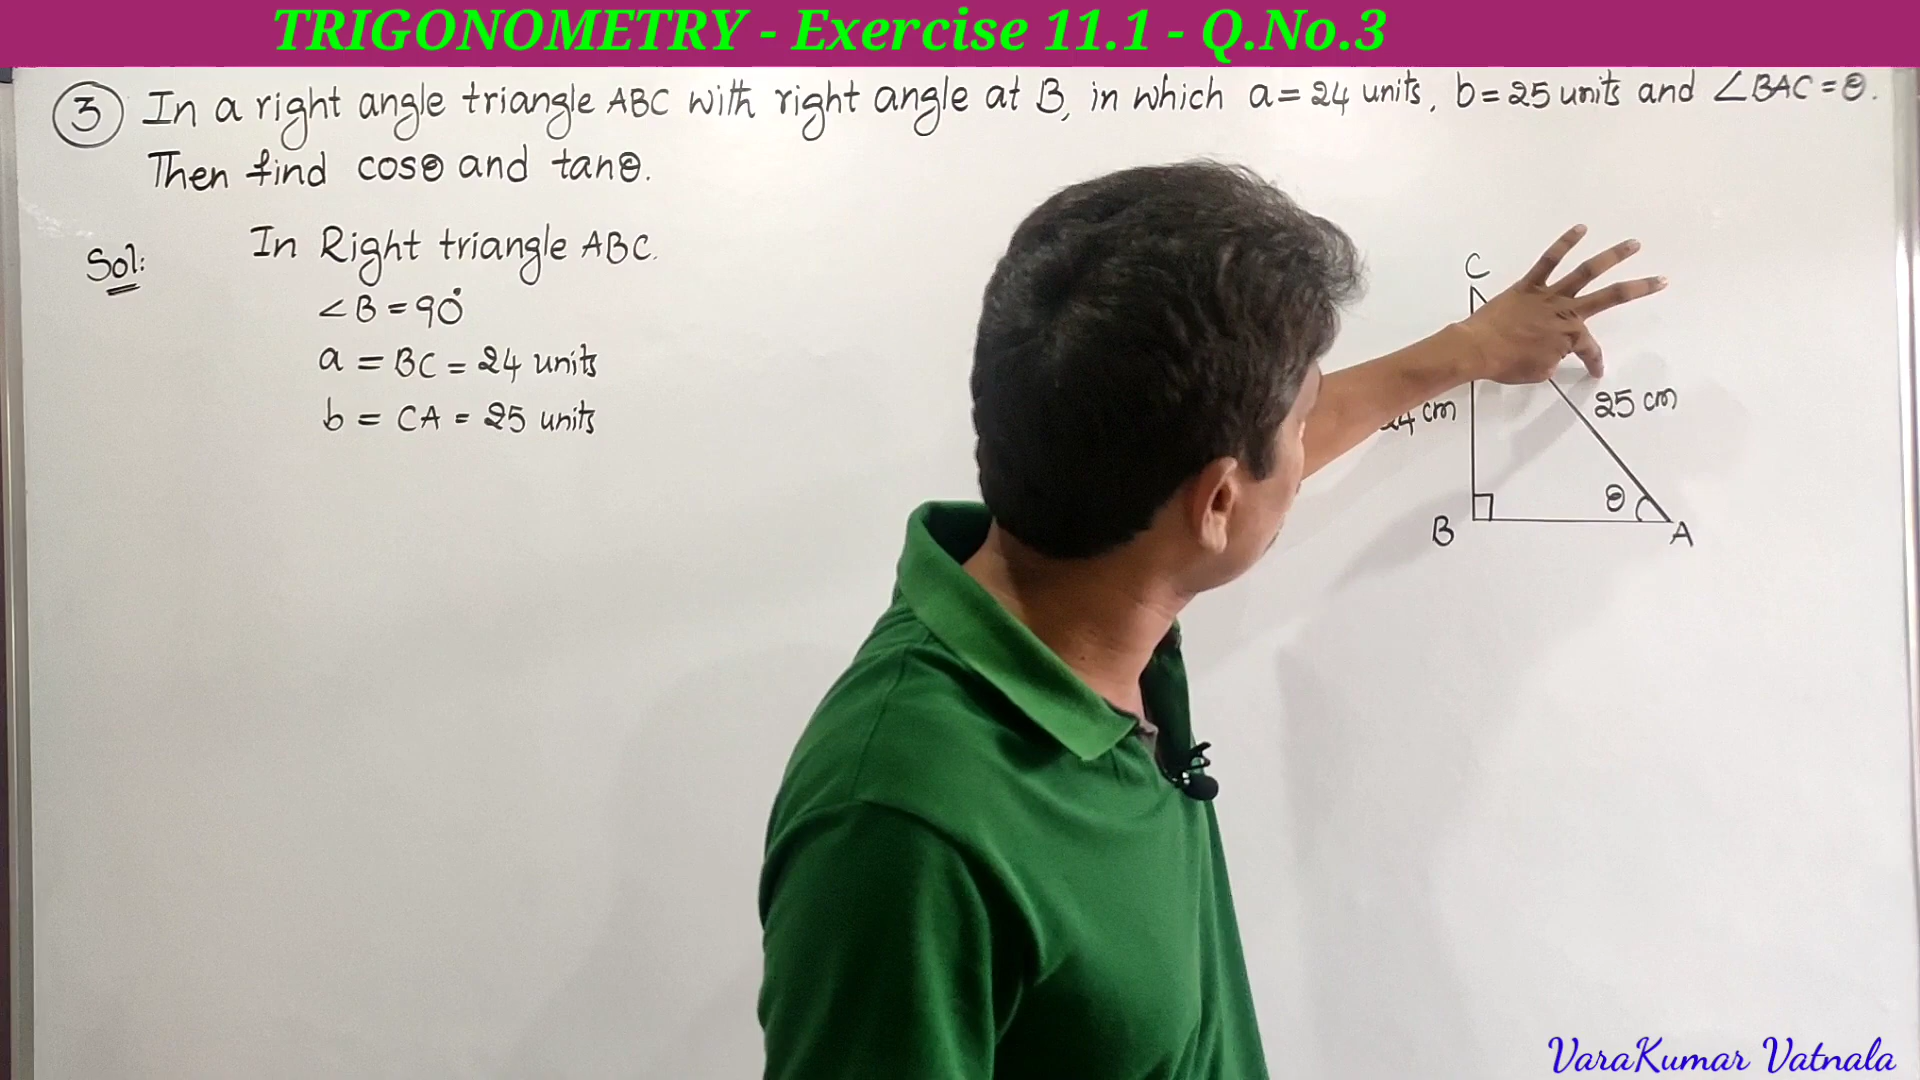 TRIGONOMETRY - Exercise 11.1 - Q.No.3
3 In a right angle triangle ABC with right angle at B, in which a = 24 units, b = 25 units and ∠BAC = θ.
Then find cosθ and tanθ.
Sol: In Right triangle ABC.
∠B = 90°
a = BC = 24 units
b = CA = 25 units
C
24 cm
25 cm
θ
B
A
VaraKumar Vatnala